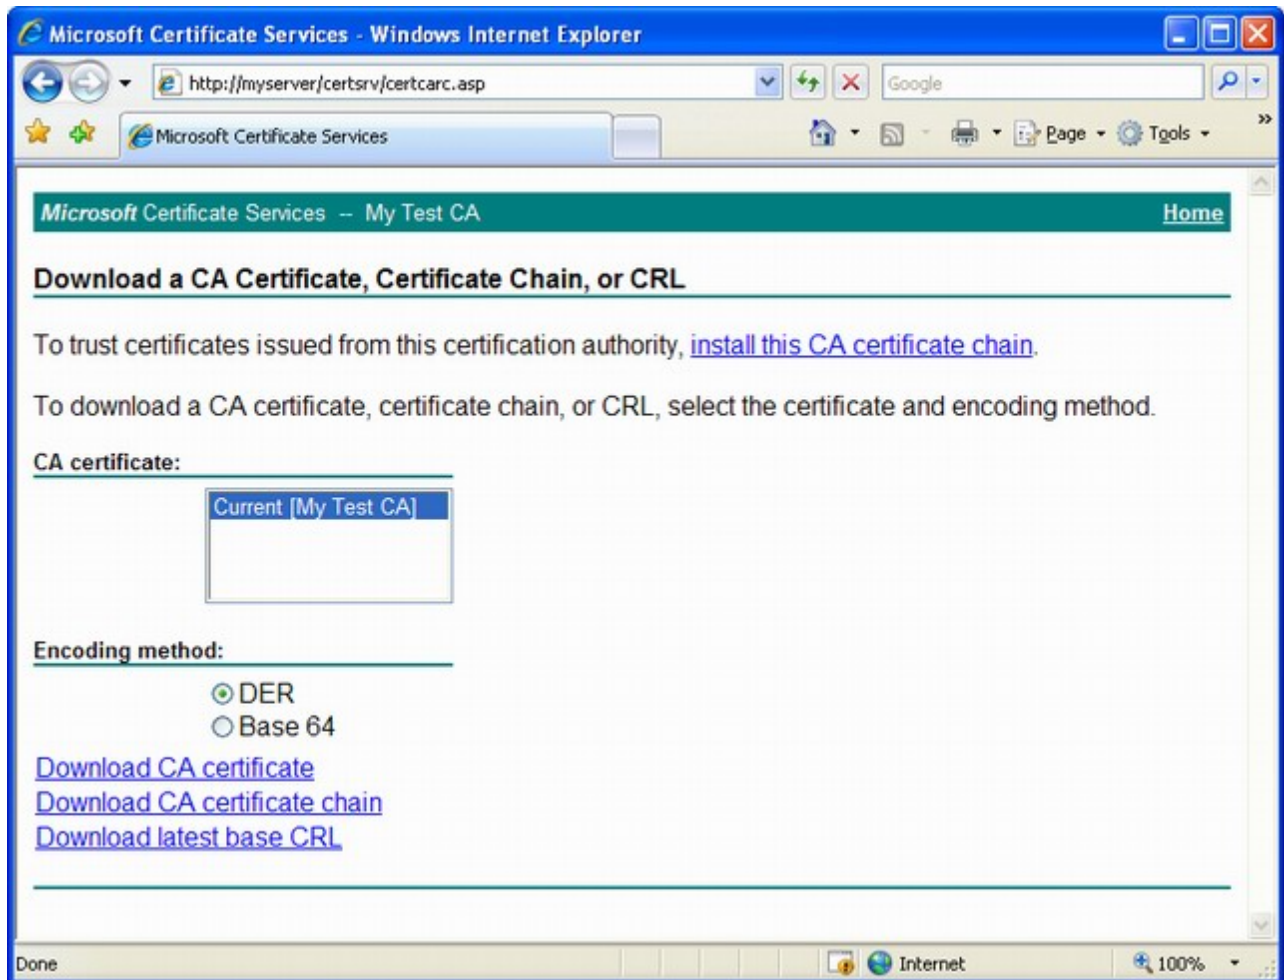 Microsoft Certificate Services - Windows Internet Explorer
http://myserver/certsrv/certcarc.asp
Google
Microsoft Certificate Services
Page
Tools
»
Microsoft Certificate Services -- My Test CA
Home
Download a CA Certificate, Certificate Chain, or CRL
To trust certificates issued from this certification authority, install this CA certificate chain.
To download a CA certificate, certificate chain, or CRL, select the certificate and encoding method.
CA certificate:
Current [My Test CA]
Encoding method:
DER
Base 64
Download CA certificate
Download CA certificate chain
Download latest base CRL
Done
Internet
100%